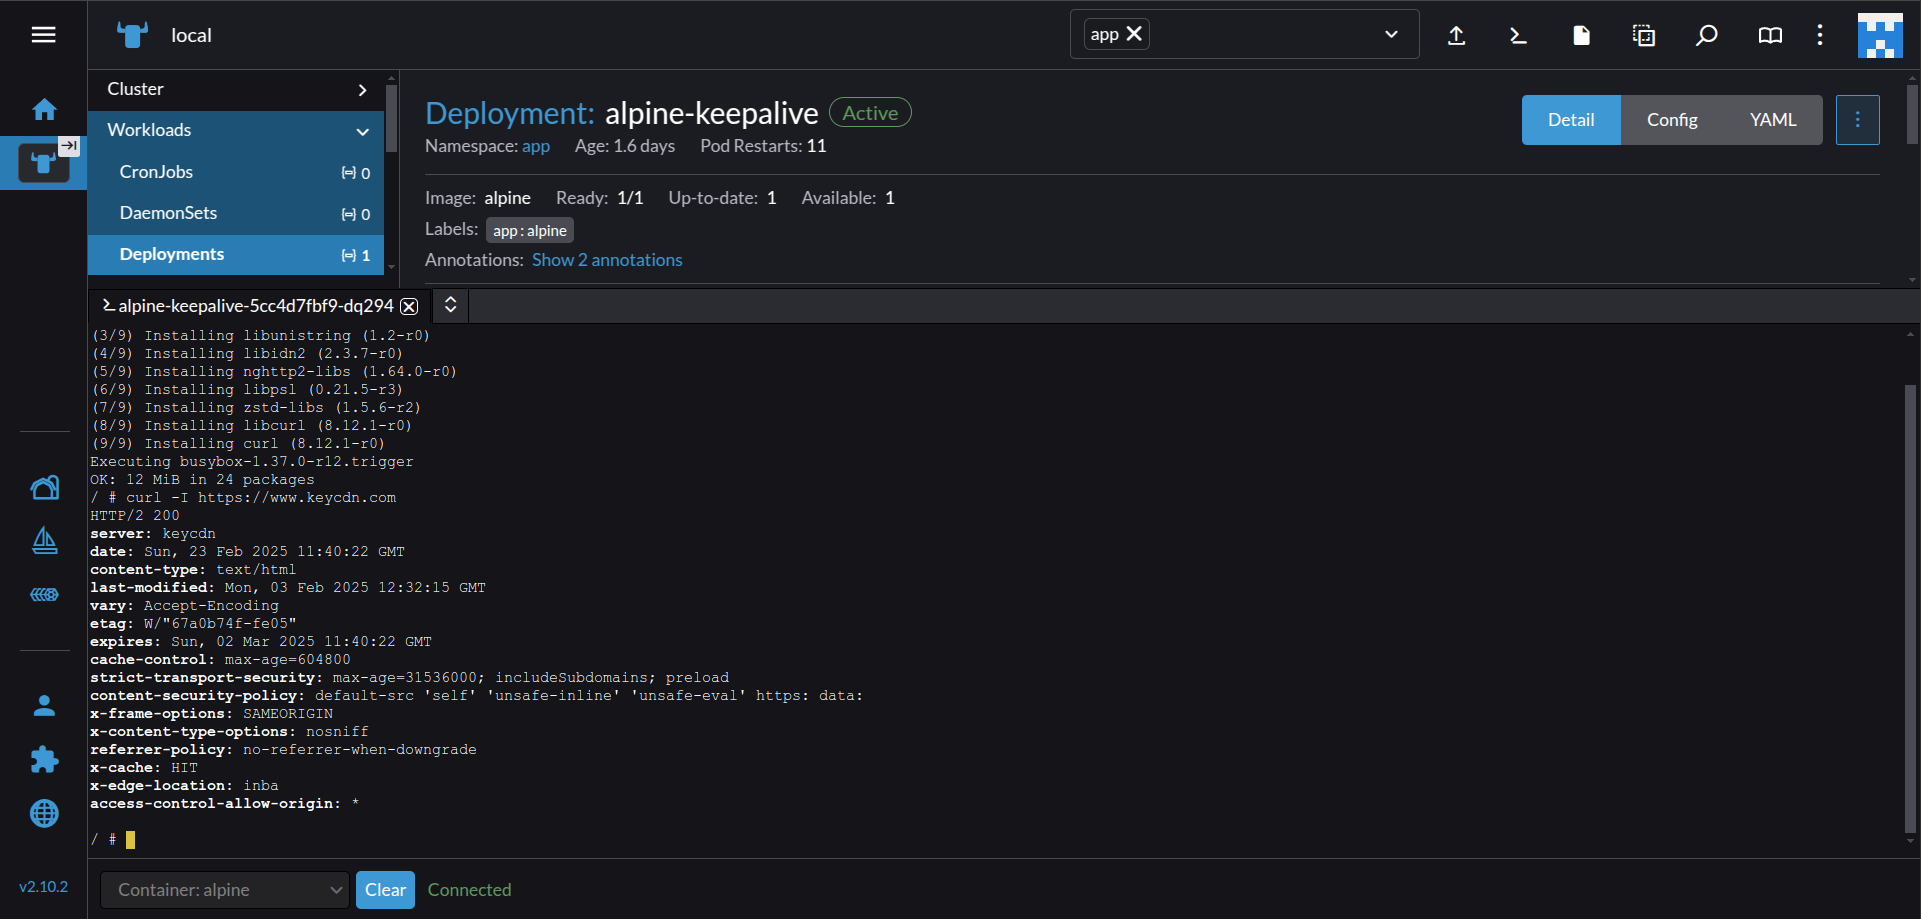 local
app
Cluster
Workloads
CronJobs 0
DaemonSets 0
Deployments 1
Deployment: alpine-keepalive Active
Namespace: app Age: 1.6 days Pod Restarts: 11
Detail Config YAML
Image: alpine Ready: 1/1 Up-to-date: 1 Available: 1
Labels: app:alpine
Annotations: Show 2 annotations
alpine-keepalive-5cc4d7fbf9-dq294
(3/9) Installing libunistring (1.2-r0)
(4/9) Installing libidn2 (2.3.7-r0)
(5/9) Installing nghttp2-libs (1.64.0-r0)
(6/9) Installing libpsl (0.21.5-r3)
(7/9) Installing zstd-libs (1.5.6-r2)
(8/9) Installing libcurl (8.12.1-r0)
(9/9) Installing curl (8.12.1-r0)
Executing busybox-1.37.0-r12.trigger
OK: 12 MiB in 24 packages
/ # curl -I https://www.keycdn.com
HTTP/2 200
server: keycdn
date: Sun, 23 Feb 2025 11:40:22 GMT
content-type: text/html
last-modified: Mon, 03 Feb 2025 12:32:15 GMT
vary: Accept-Encoding
etag: W/"67a0b74f-fe05"
expires: Sun, 02 Mar 2025 11:40:22 GMT
cache-control: max-age=604800
strict-transport-security: max-age=31536000; includeSubdomains; preload
content-security-policy: default-src 'self' 'unsafe-inline' 'unsafe-eval' https: data:
x-frame-options: SAMEORIGIN
x-content-type-options: nosniff
referrer-policy: no-referrer-when-downgrade
x-cache: HIT
x-edge-location: inba
access-control-allow-origin: *
/ #
v2.10.2
Container: alpine Clear Connected